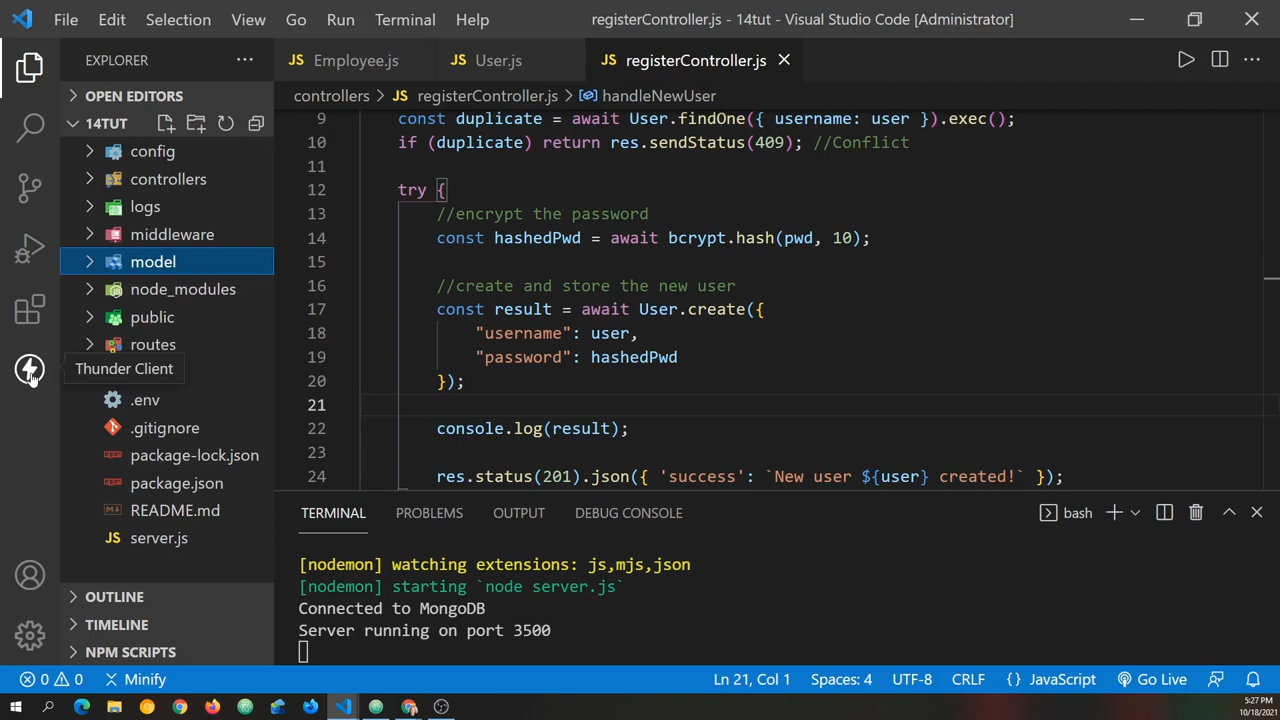 File Edit Selection View Go Run Terminal Help registerController.js - 14tut - Visual Studio Code [Administrator]
EXPLORER
JS Employee.js JS User.js JS registerController.js
OPEN EDITORS
controllers > JS registerController.js > handleNewUser
14TUT
config
controllers
logs
middleware
model
node_modules
public
routes
Thunder Client
.env
.gitignore
package-lock.json
package.json
README.md
JS server.js
OUTLINE
TIMELINE
NPM SCRIPTS
9 const duplicate = await User.findOne({ username: user }).exec();
10 if (duplicate) return res.sendStatus(409); //Conflict
11
12 try {
13 //encrypt the password
14 const hashedPwd = await bcrypt.hash(pwd, 10);
15
16 //create and store the new user
17 const result = await User.create({
18 "username": user,
19 "password": hashedPwd
20 });
21
22 console.log(result);
23
24 res.status(201).json({ 'success': `New user ${user} created!` });
TERMINAL PROBLEMS OUTPUT DEBUG CONSOLE bash
[nodemon] watching extensions: js,mjs,json
[nodemon] starting `node server.js`
Connected to MongoDB
Server running on port 3500
0 0 Minify Ln 21, Col 1 Spaces: 4 UTF-8 CRLF {} JavaScript Go Live
5:27 PM
10/18/2021